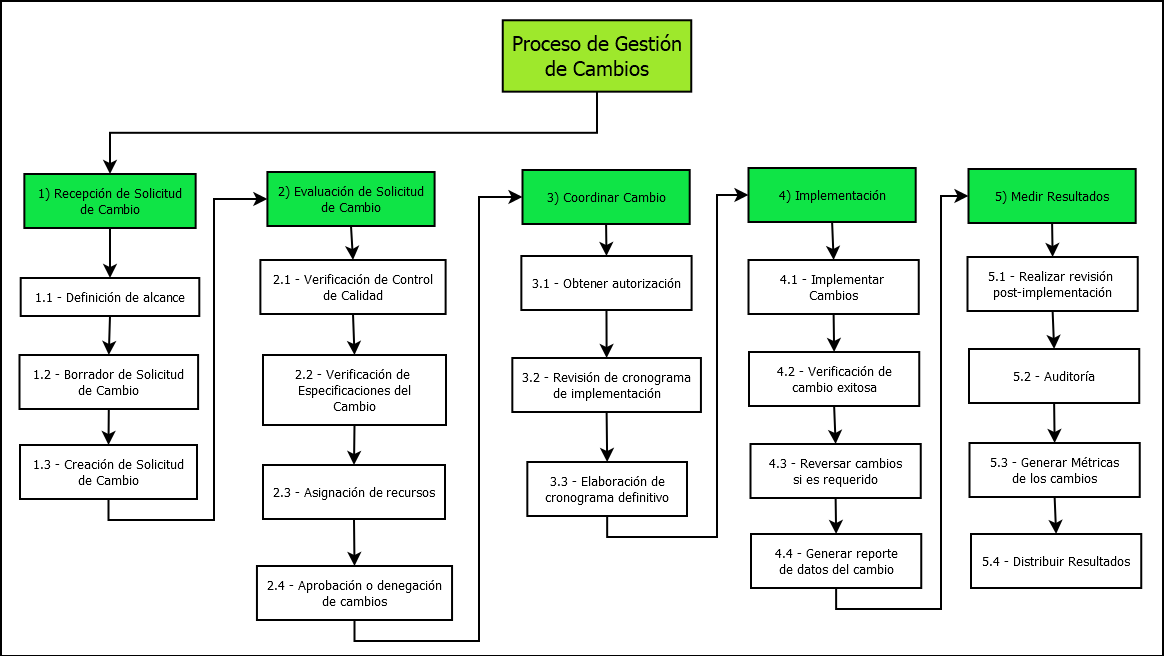 Proceso de Gestión
de Cambios
1) Recepción de Solicitud
de Cambio
1.1 - Definición de alcance
1.2 - Borrador de Solicitud
de Cambio
1.3 - Creación de Solicitud
de Cambio
2) Evaluación de Solicitud
de Cambio
2.1 - Verificación de Control
de Calidad
2.2 - Verificación de
Especificaciones del
Cambio
2.3 - Asignación de recursos
2.4 - Aprobación o denegación
de cambios
3) Coordinar Cambio
3.1 - Obtener autorización
3.2 - Revisión de cronograma
de implementación
3.3 - Elaboración de
cronograma definitivo
4) Implementación
4.1 - Implementar
Cambios
4.2 - Verificación de
cambio exitosa
4.3 - Reversar cambios
si es requerido
4.4 - Generar reporte
de datos del cambio
5) Medir Resultados
5.1 - Realizar revisión
post-implementación
5.2 - Auditoría
5.3 - Generar Métricas
de los cambios
5.4 - Distribuir Resultados